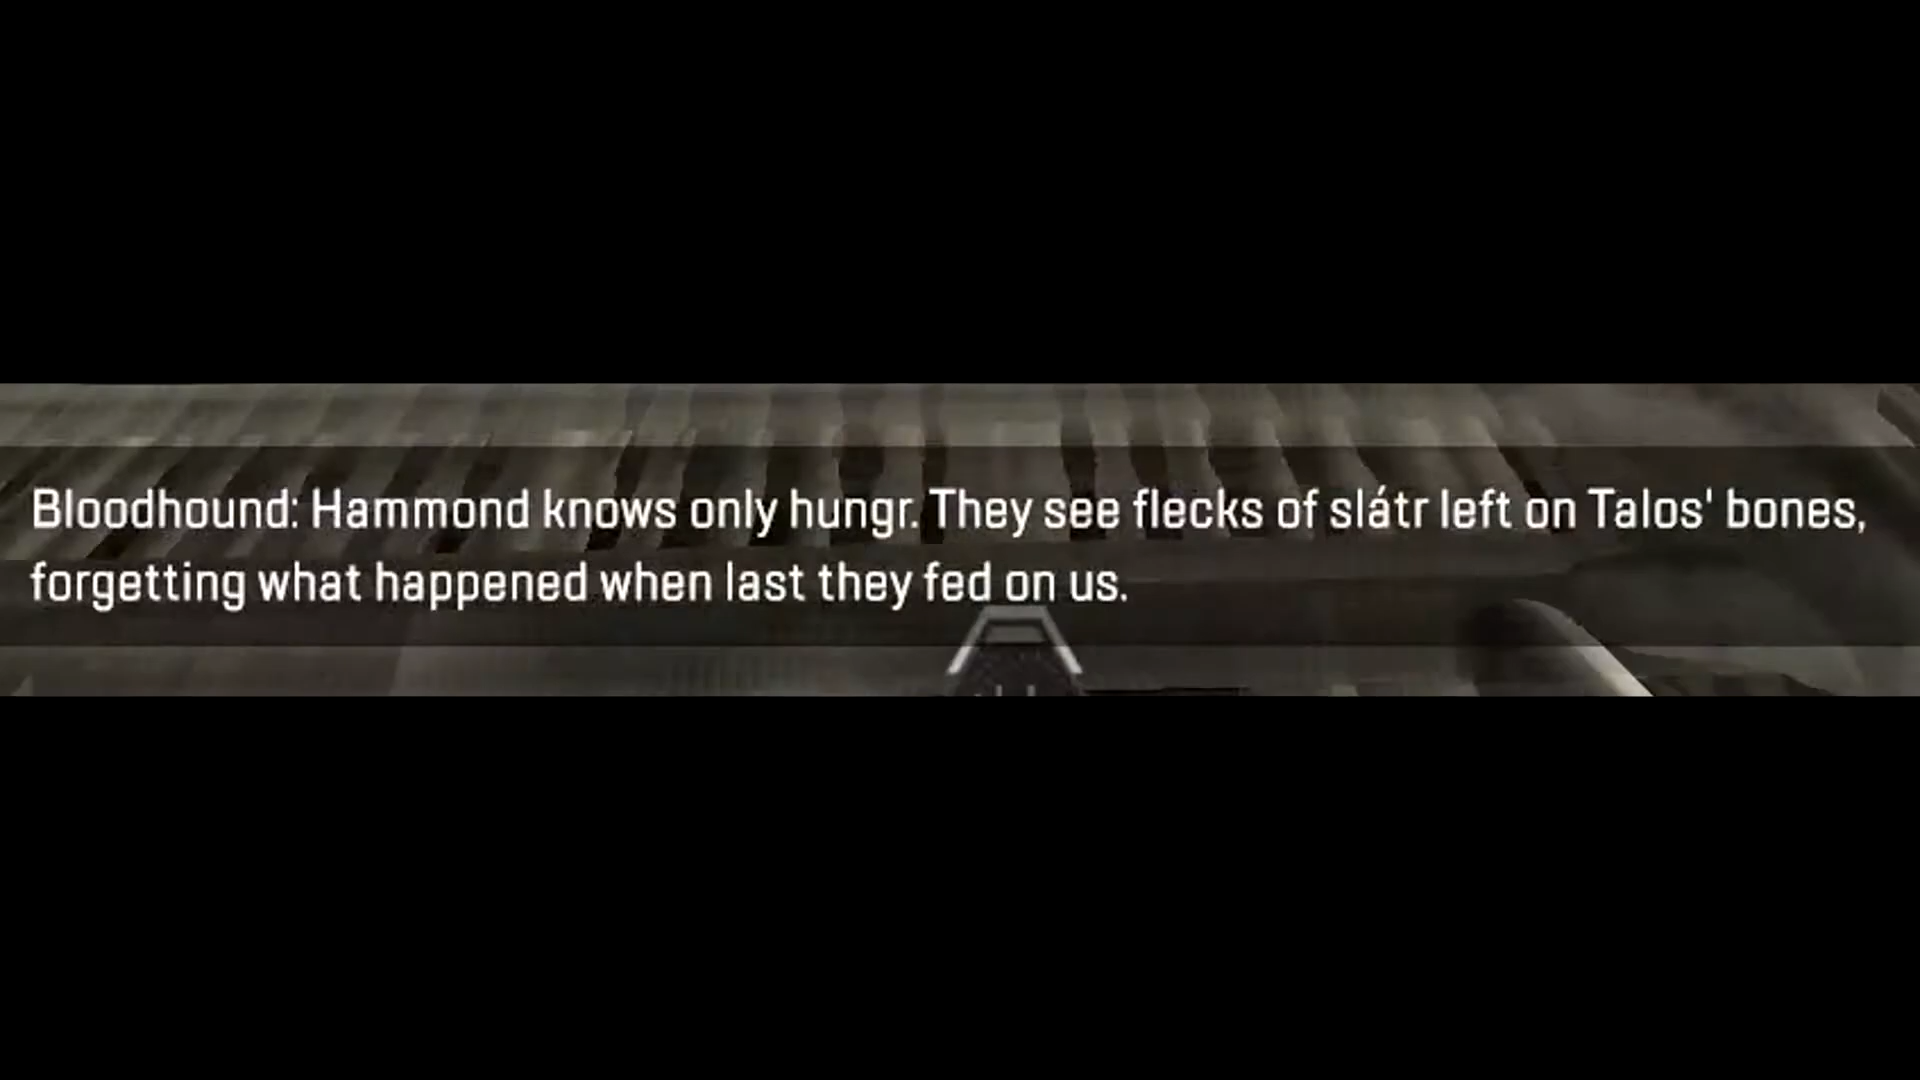 Bloodhound: Hammond knows only hungr. They see flecks of slátr left on Talos' bones,
forgetting what happened when last they fed on us.